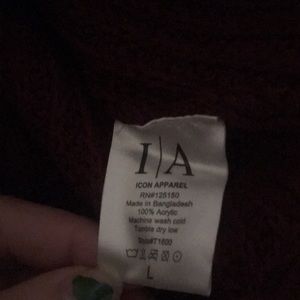 I/A
ICON APPAREL
RN#125150
Made in Bangladesh
100% Acrylic
Machine wash cold
Tumble dry low
L